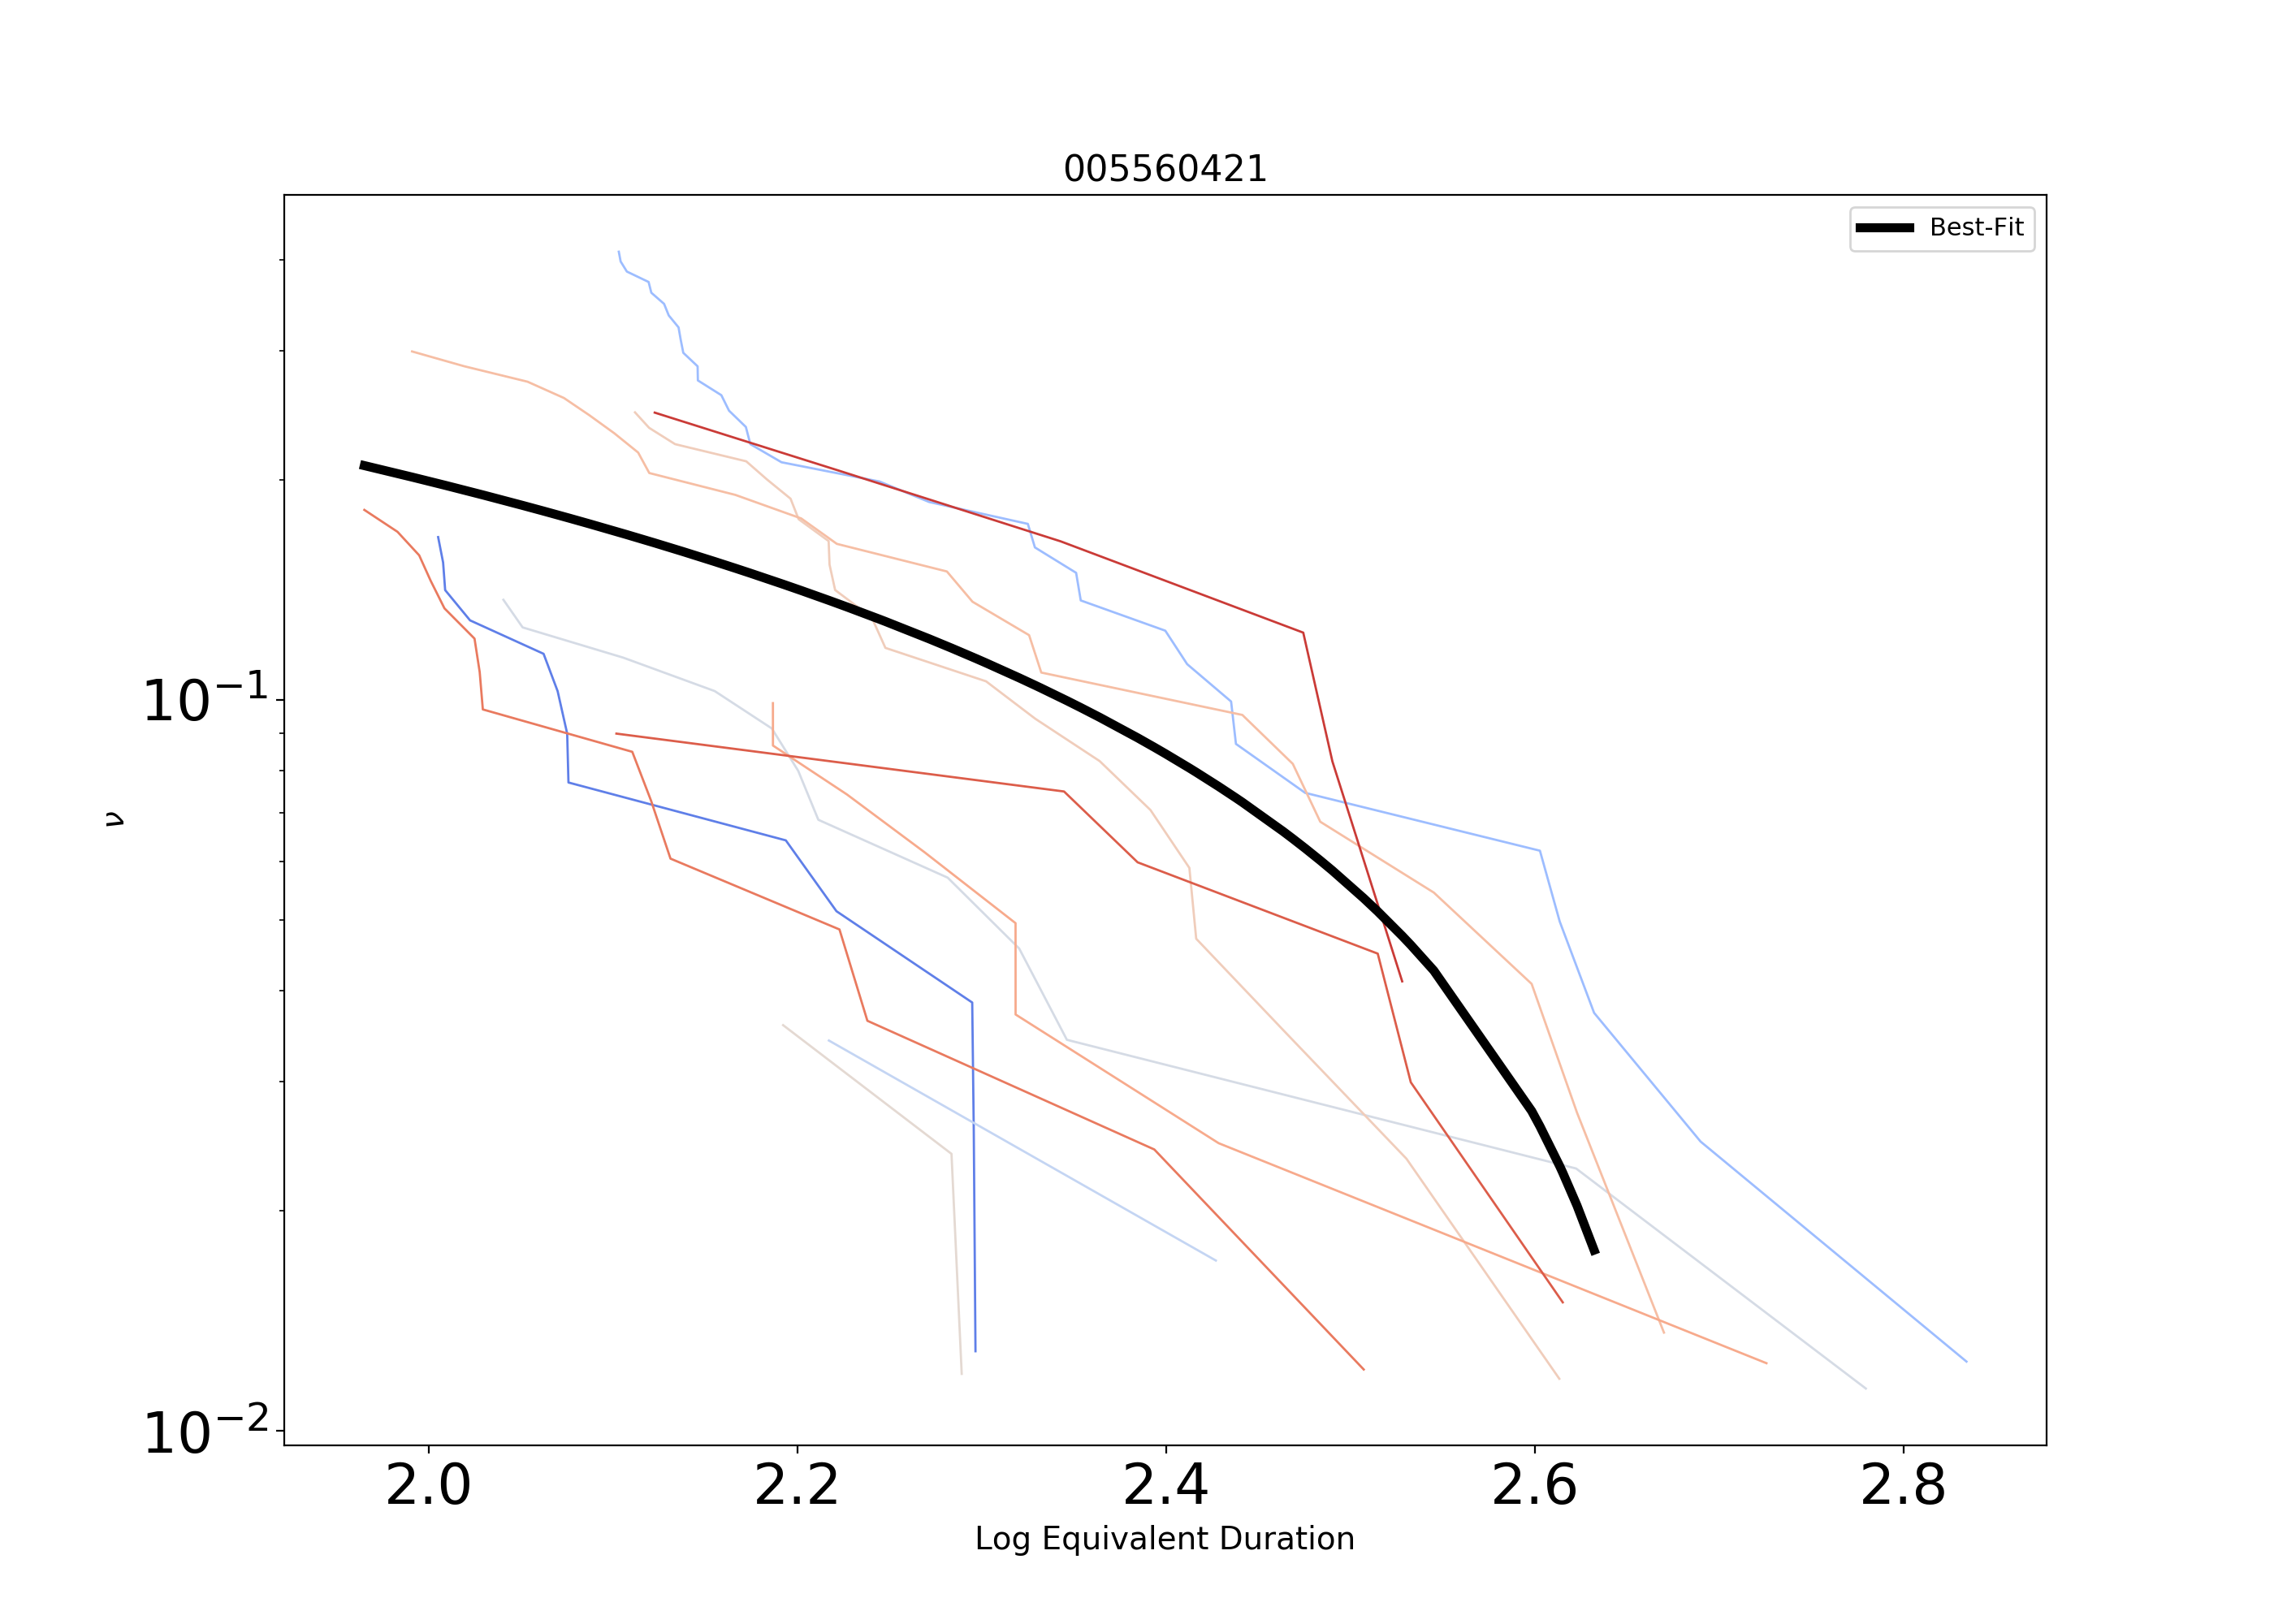 005560421
Best-Fit
10⁻¹
ν
10⁻²
2.0 2.2 2.4 2.6 2.8
Log Equivalent Duration